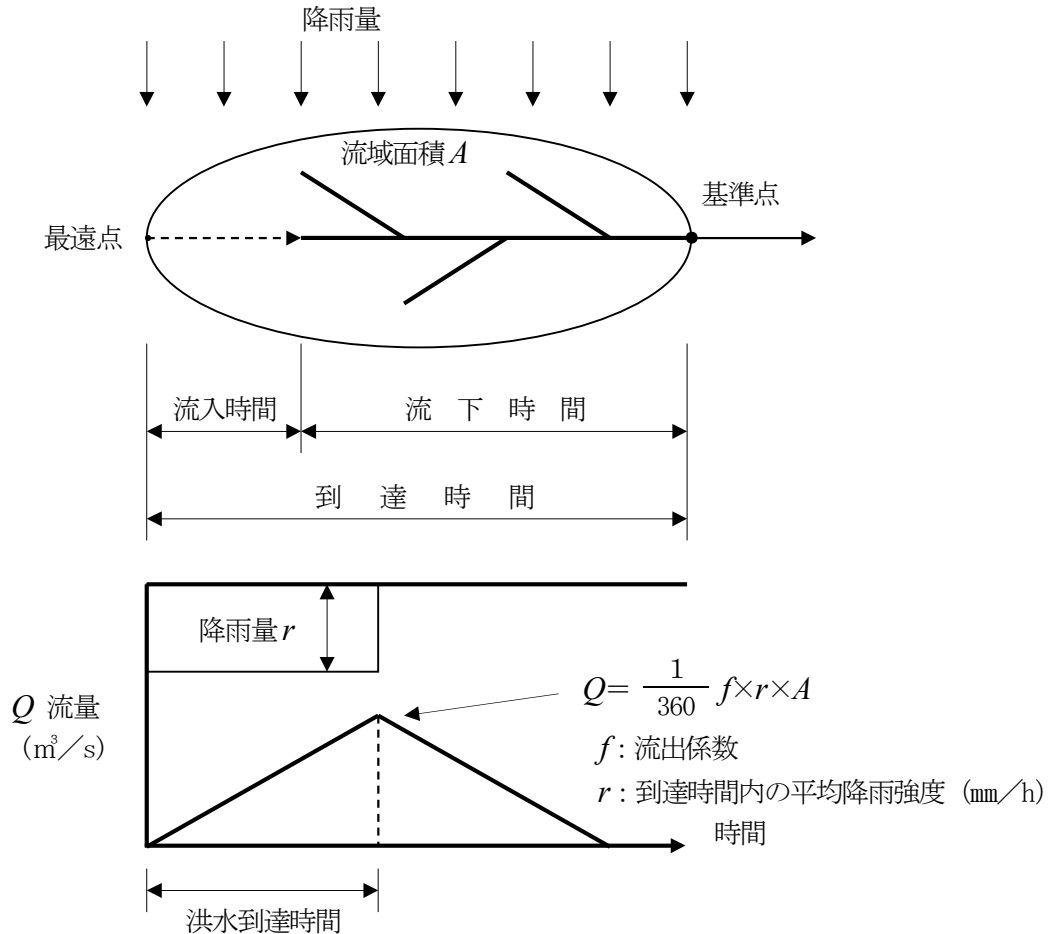 降雨量
流域面積A
基準点
最遠点
流入時間
流 下 時 間
到 達 時 間
降雨量r
Q 流量
(㎥/s)
Q= 1/360 f×r×A
f:流出係数
r:到達時間内の平均降雨強度 (㎜/h)
時間
洪水到達時間